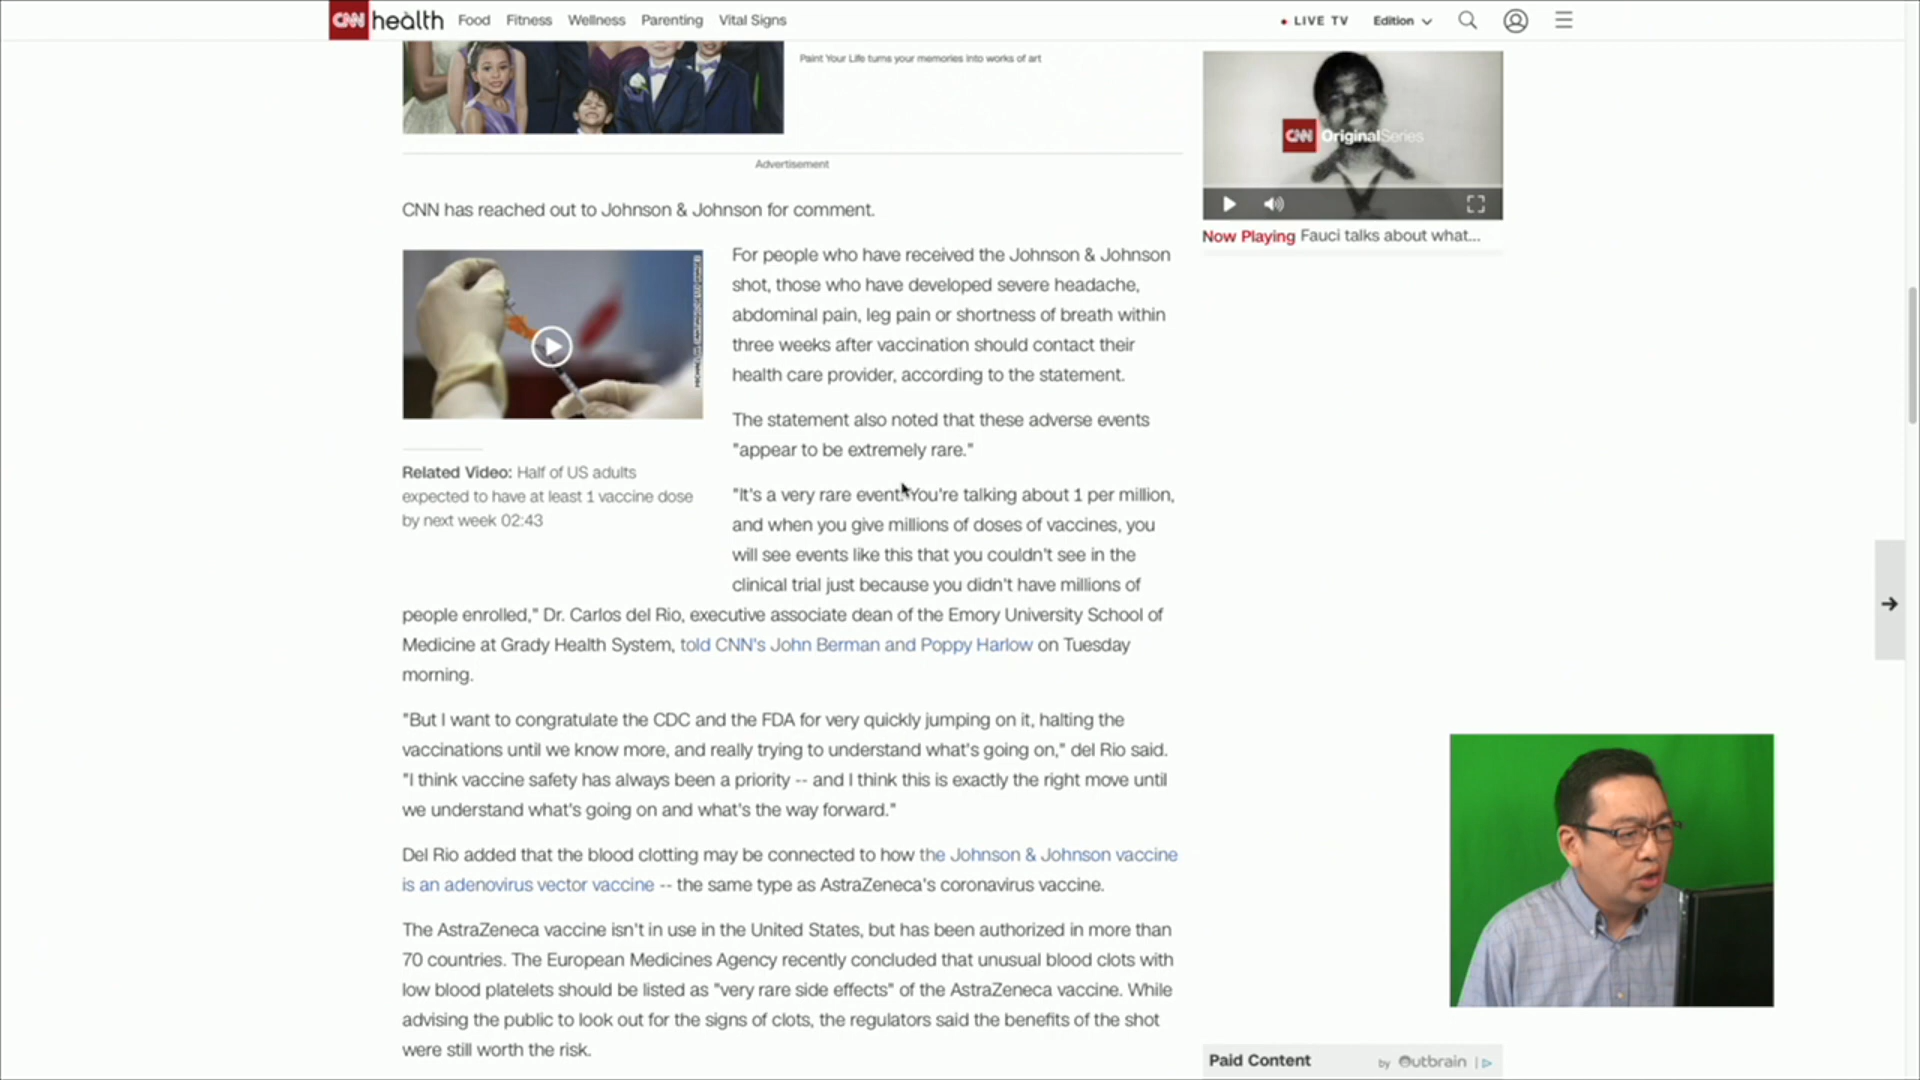 CNN health Food Fitness Wellness Parenting Vital Signs
LIVE TV Edition
Paint Your Life turns your memories into works of art
Advertisement
CNN has reached out to Johnson & Johnson for comment.
For people who have received the Johnson & Johnson
shot, those who have developed severe headache,
abdominal pain, leg pain or shortness of breath within
three weeks after vaccination should contact their
health care provider, according to the statement.
The statement also noted that these adverse events
"appear to be extremely rare."
Related Video: Half of US adults
expected to have at least 1 vaccine dose
by next week 02:43
"It's a very rare event. You're talking about 1 per million,
and when you give millions of doses of vaccines, you
will see events like this that you couldn't see in the
clinical trial just because you didn't have millions of
people enrolled," Dr. Carlos del Rio, executive associate dean of the Emory University School of
Medicine at Grady Health System, told CNN's John Berman and Poppy Harlow on Tuesday
morning.
"But I want to congratulate the CDC and the FDA for very quickly jumping on it, halting the
vaccinations until we know more, and really trying to understand what's going on," del Rio said.
"I think vaccine safety has always been a priority -- and I think this is exactly the right move until
we understand what's going on and what's the way forward."
Del Rio added that the blood clotting may be connected to how the Johnson & Johnson vaccine
is an adenovirus vector vaccine -- the same type as AstraZeneca's coronavirus vaccine.
The AstraZeneca vaccine isn't in use in the United States, but has been authorized in more than
70 countries. The European Medicines Agency recently concluded that unusual blood clots with
low blood platelets should be listed as "very rare side effects" of the AstraZeneca vaccine. While
advising the public to look out for the signs of clots, the regulators said the benefits of the shot
were still worth the risk.
CNN Original Series
Now Playing Fauci talks about what...
Paid Content by Outbrain